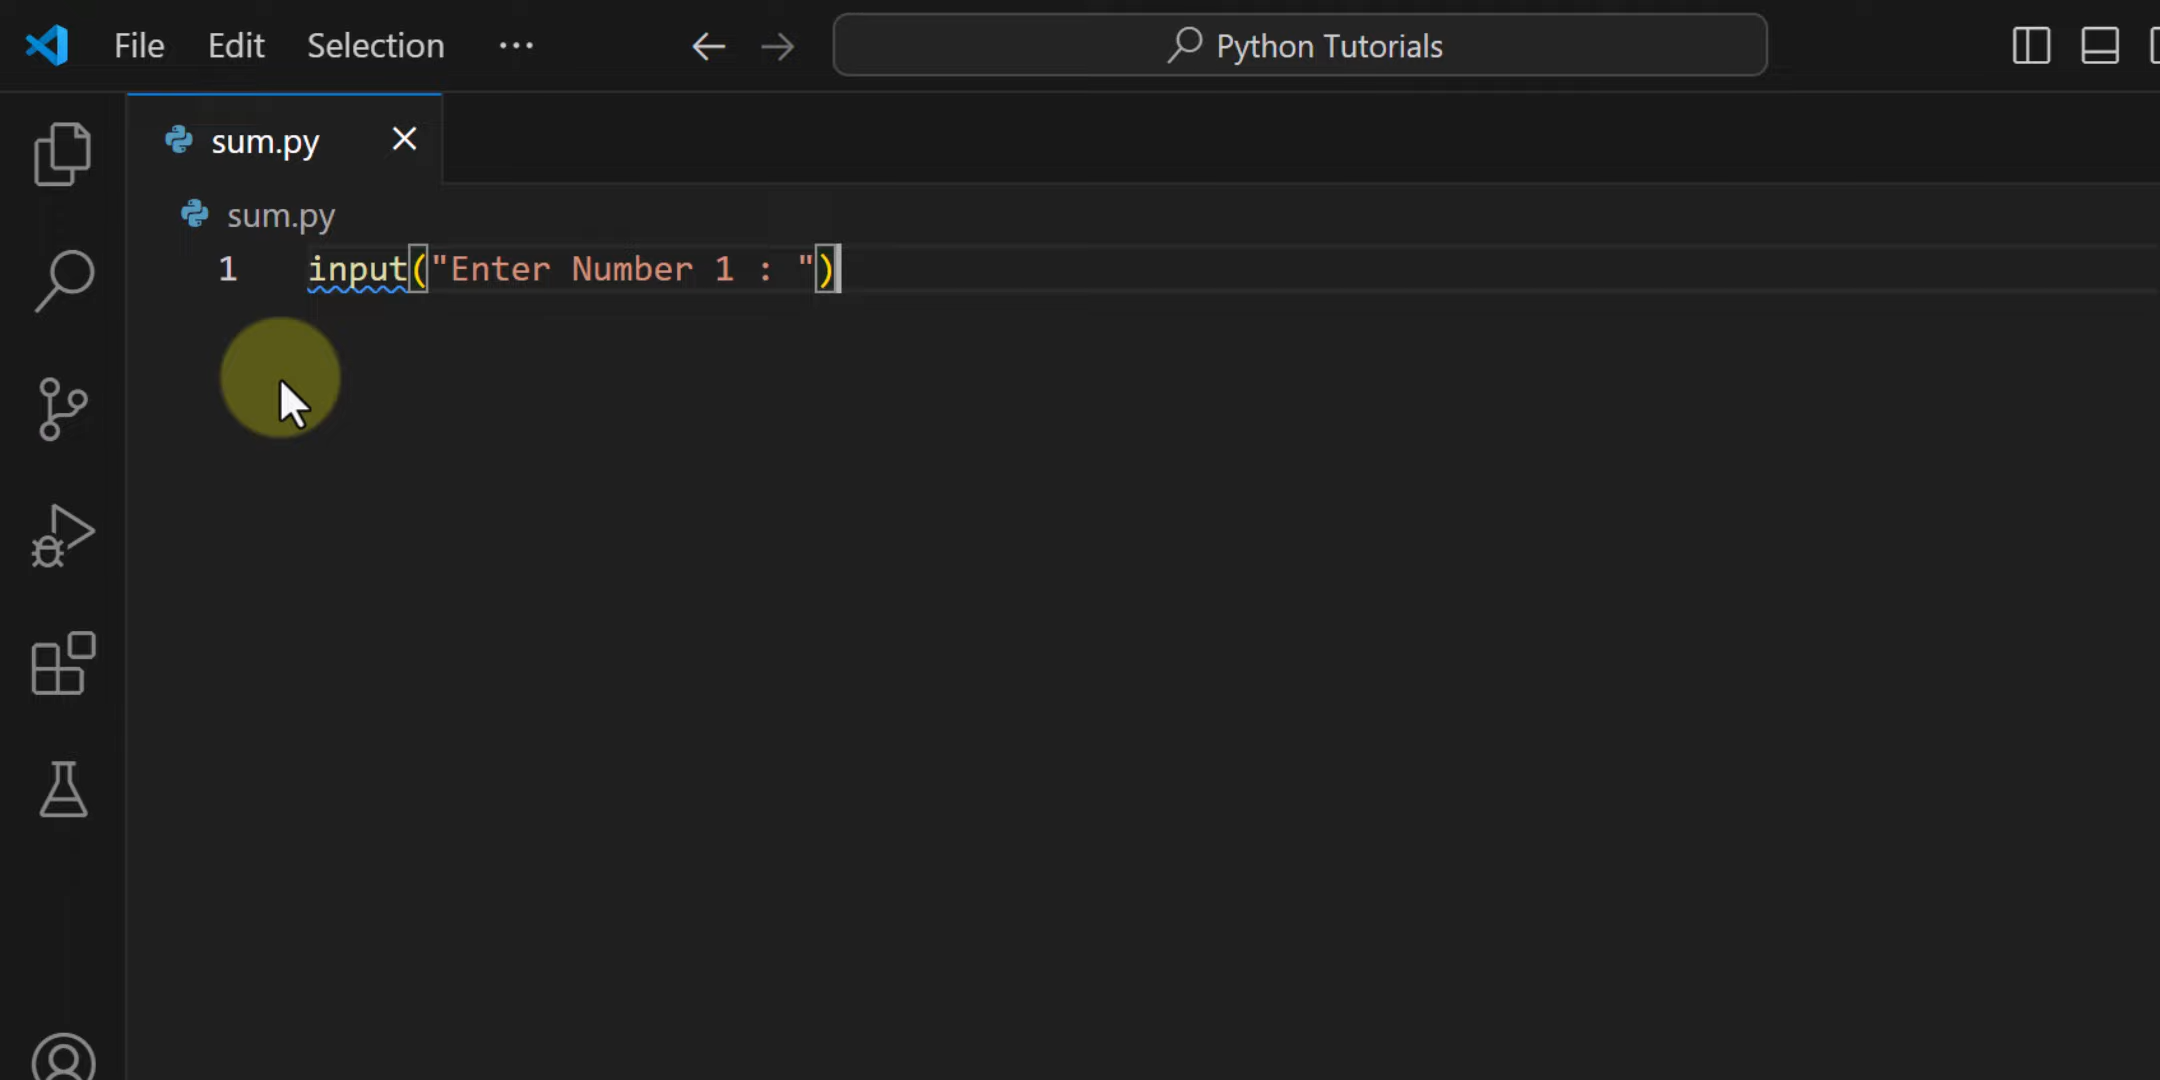 File Edit Selection ··· Python Tutorials
sum.py
sum.py
1 input("Enter Number 1 : ")